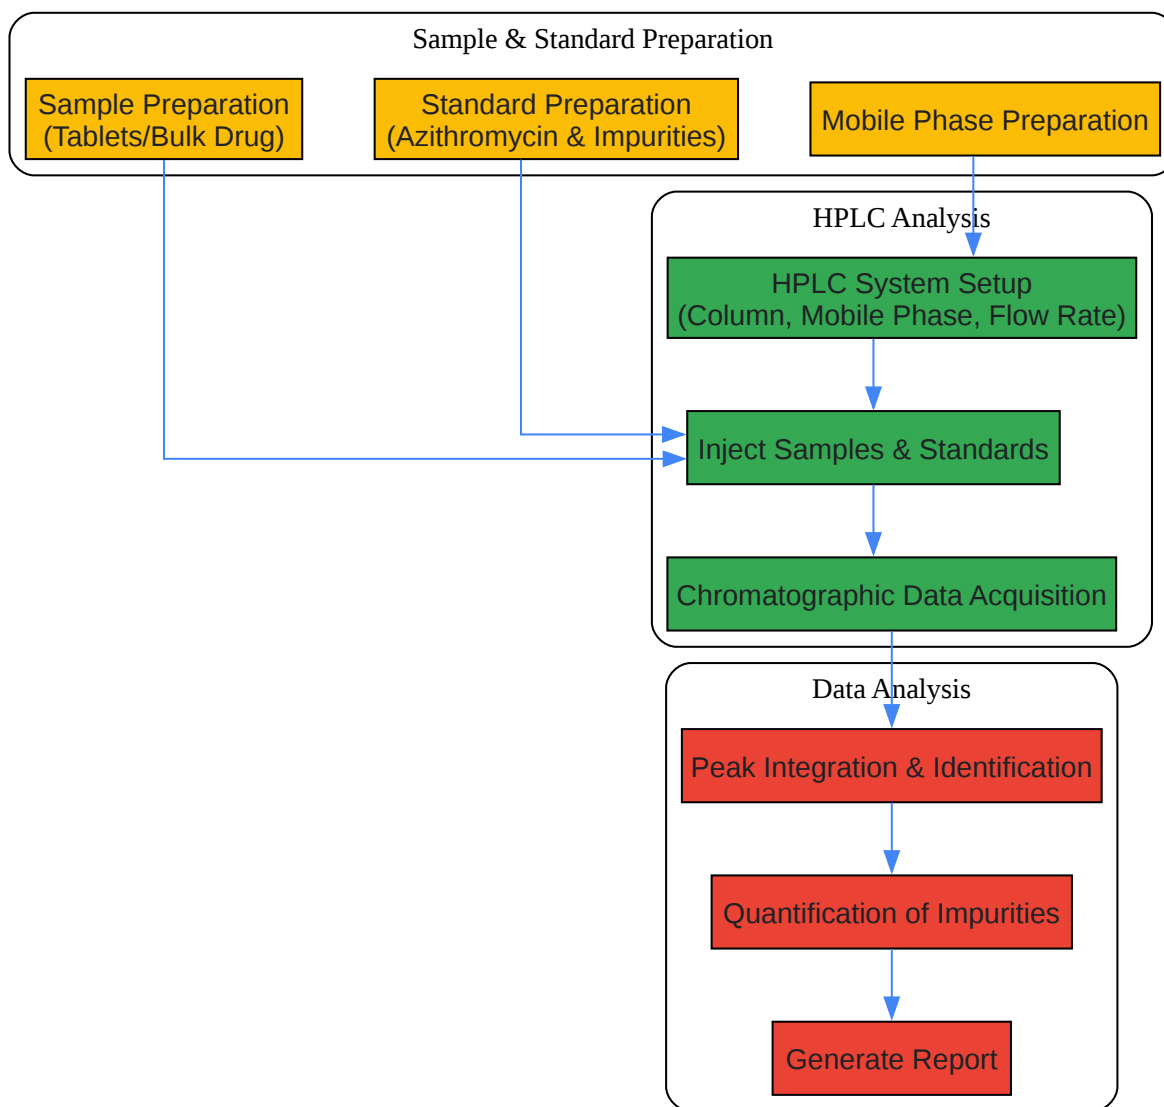 Sample & Standard Preparation
Sample Preparation
(Tablets/Bulk Drug)
Standard Preparation
(Azithromycin & Impurities)
Mobile Phase Preparation
HPLC Analysis
HPLC System Setup
(Column, Mobile Phase, Flow Rate)
Inject Samples & Standards
Chromatographic Data Acquisition
Data Analysis
Peak Integration & Identification
Quantification of Impurities
Generate Report